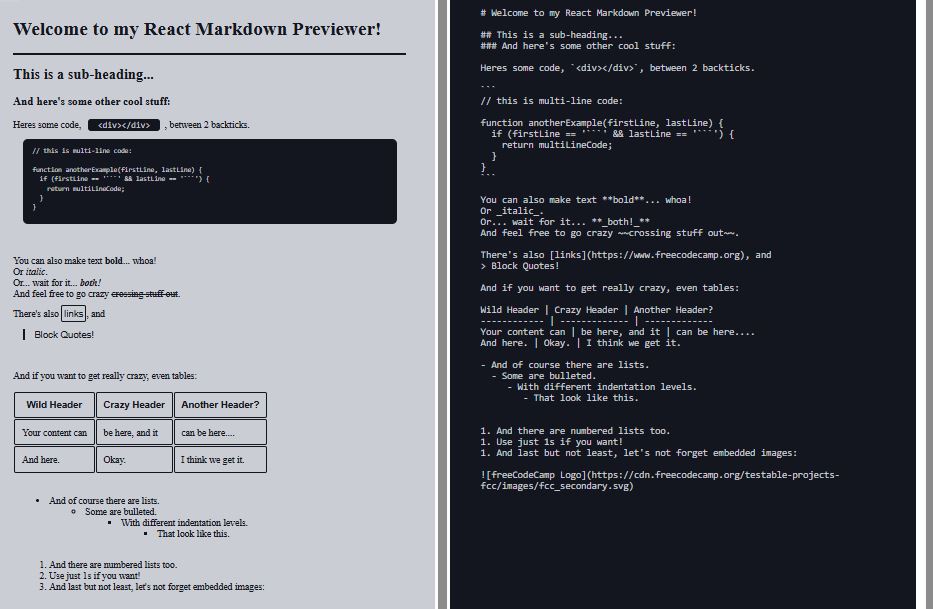 Welcome to my React Markdown Previewer!
This is a sub-heading...
And here's some other cool stuff:
Heres some code, <div></div> , between 2 backticks.
// this is multi-line code:
function anotherExample(firstLine, lastLine) {
  if (firstLine == '```' && lastLine == '```') {
    return multiLineCode;
  }
}
You can also make text bold... whoa!
Or italic.
Or... wait for it... both!
And feel free to go crazy crossing stuff out.
There's also links, and
Block Quotes!
And if you want to get really crazy, even tables:
Wild Header Crazy Header Another Header?
Your content can be here, and it can be here....
And here. Okay. I think we get it.
• And of course there are lists.
◦ Some are bulleted.
▪ With different indentation levels.
▪ That look like this.
1. And there are numbered lists too.
2. Use just 1s if you want!
3. And last but not least, let's not forget embedded images:
# Welcome to my React Markdown Previewer!
## This is a sub-heading...
### And here's some other cool stuff:
Heres some code, `<div></div>`, between 2 backticks.
```
// this is multi-line code:
function anotherExample(firstLine, lastLine) {
  if (firstLine == '```' && lastLine == '```') {
    return multiLineCode;
  }
}
```
You can also make text **bold**... whoa!
Or _italic_.
Or... wait for it... **_both!_**
And feel free to go crazy ~~crossing stuff out~~.
There's also [links](https://www.freecodecamp.org), and
> Block Quotes!
And if you want to get really crazy, even tables:
Wild Header | Crazy Header | Another Header?
------------ | ------------- | -------------
Your content can | be here, and it | can be here....
And here. | Okay. | I think we get it.
- And of course there are lists.
  - Some are bulleted.
     - With different indentation levels.
        - That look like this.
1. And there are numbered lists too.
1. Use just 1s if you want!
1. And last but not least, let's not forget embedded images:
![freeCodeCamp Logo](https://cdn.freecodecamp.org/testable-projects-
fcc/images/fcc_secondary.svg)